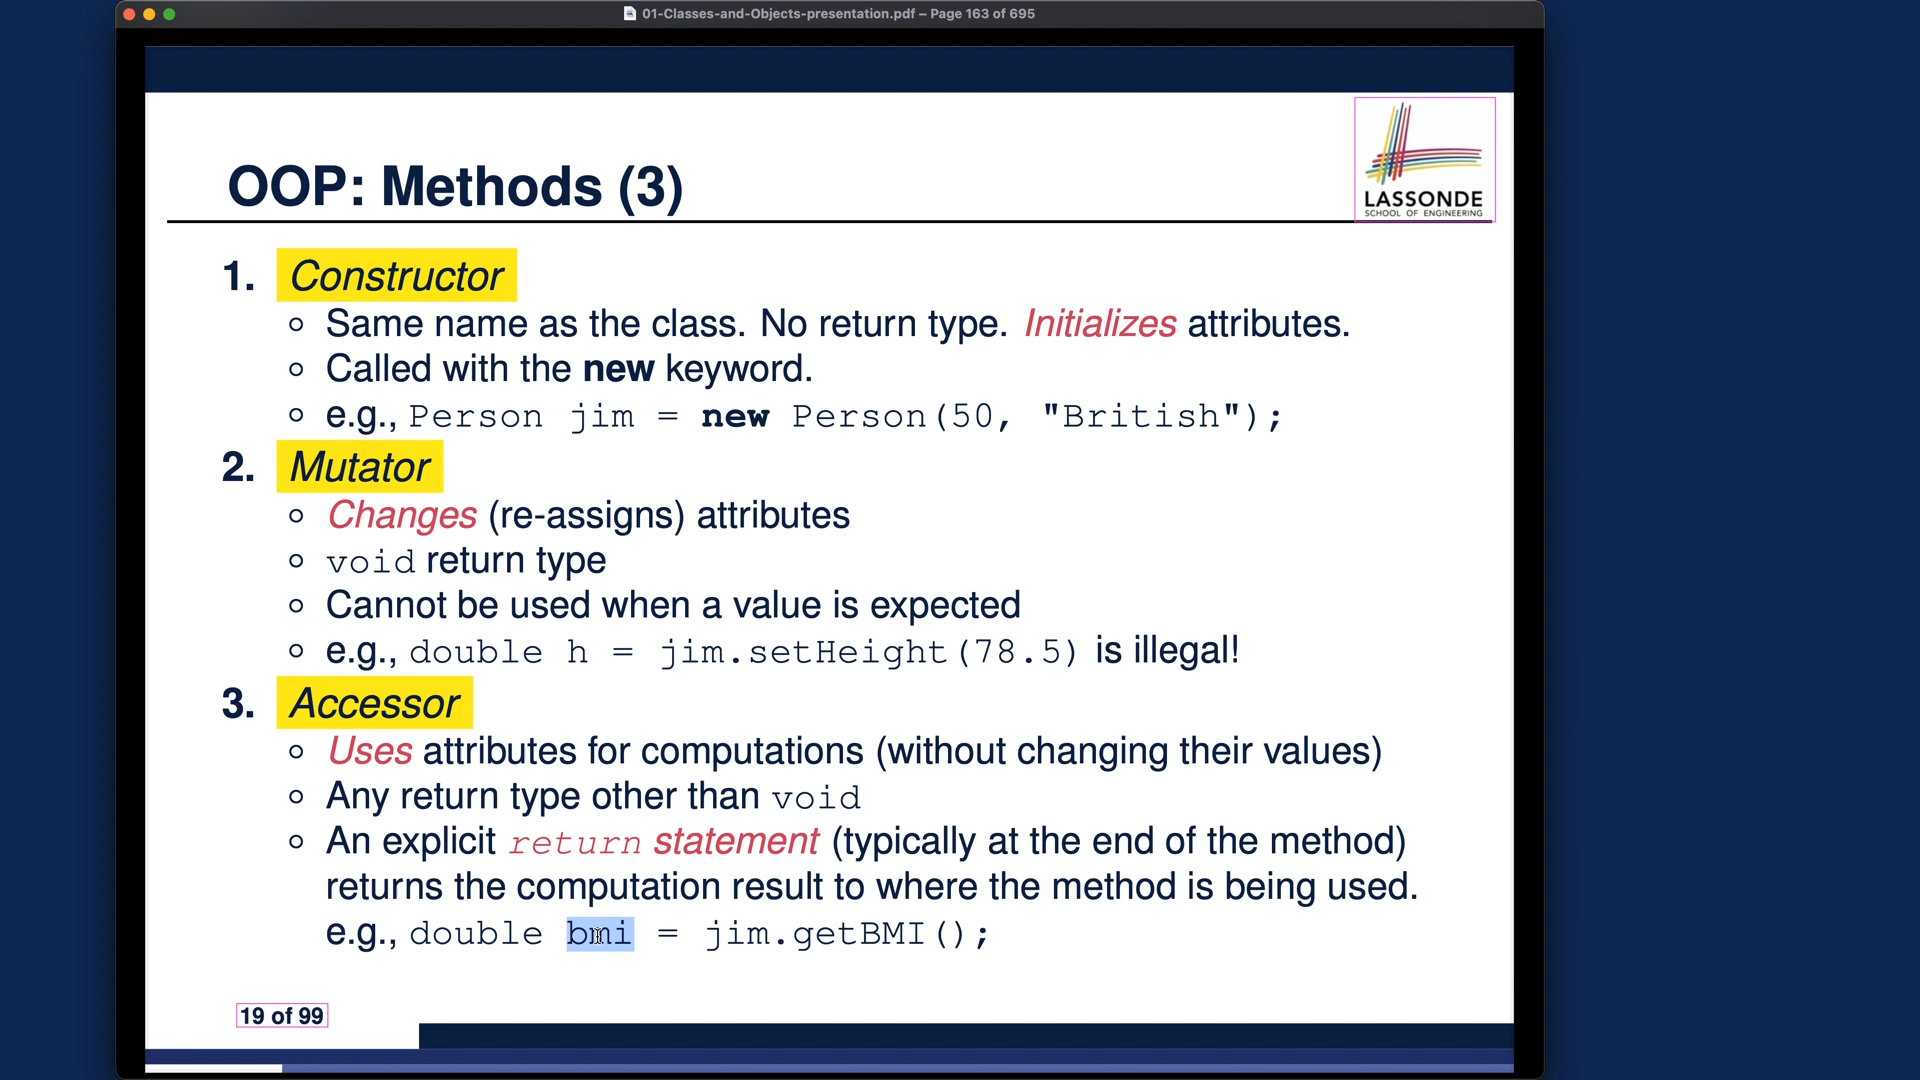 01-Classes-and-Objects-presentation.pdf – Page 163 of 695
LASSONDE
SCHOOL OF ENGINEERING
OOP: Methods (3)
1. Constructor
◦ Same name as the class. No return type. Initializes attributes.
◦ Called with the new keyword.
◦ e.g., Person jim = new Person(50, "British");
2. Mutator
◦ Changes (re-assigns) attributes
◦ void return type
◦ Cannot be used when a value is expected
◦ e.g., double h = jim.setHeight(78.5) is illegal!
3. Accessor
◦ Uses attributes for computations (without changing their values)
◦ Any return type other than void
◦ An explicit return statement (typically at the end of the method)
returns the computation result to where the method is being used.
e.g., double bmi = jim.getBMI();
19 of 99